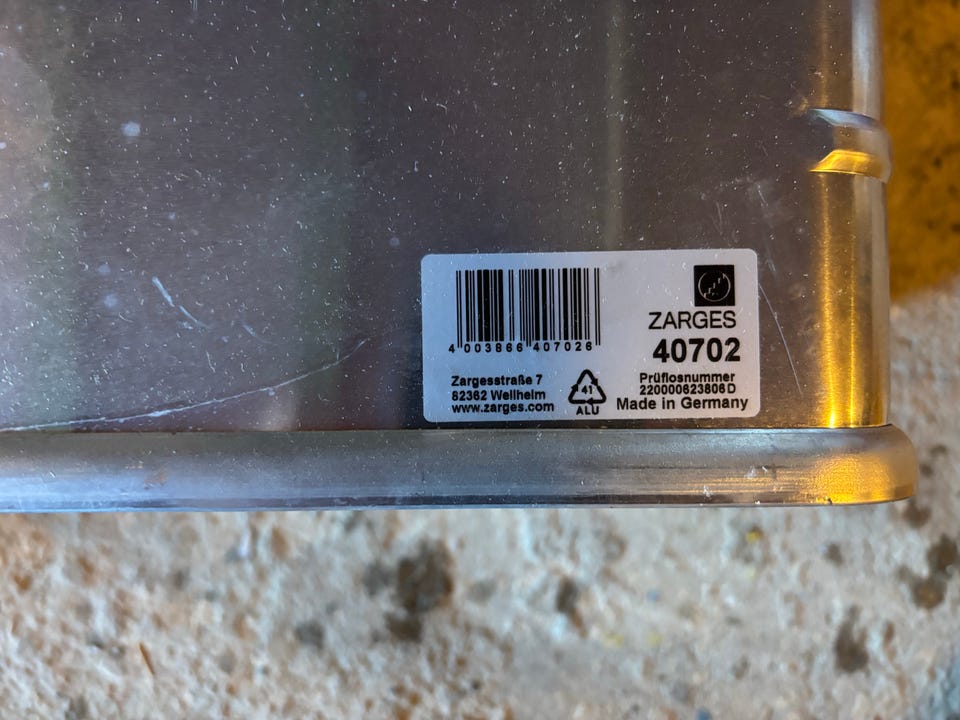 4 003866 407026
ZARGES
40702
Zargesstraße 7
82362 Weilheim
www.zarges.com
41
ALU
Prüflosnummer
220000623806D
Made in Germany